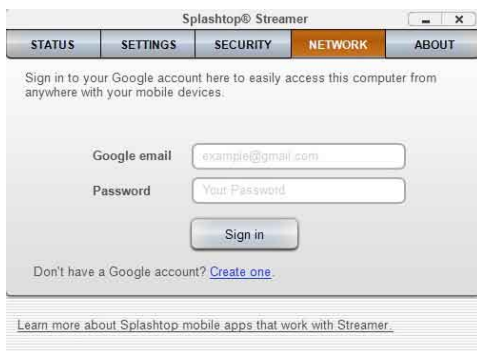 Splashtop® Streamer
STATUS SETTINGS SECURITY NETWORK ABOUT
Sign in to your Google account here to easily access this computer from
anywhere with your mobile devices.
Google email example@gmail.com
Password Your Password
Sign in
Don't have a Google account? Create one.
Learn more about Splashtop mobile apps that work with Streamer.